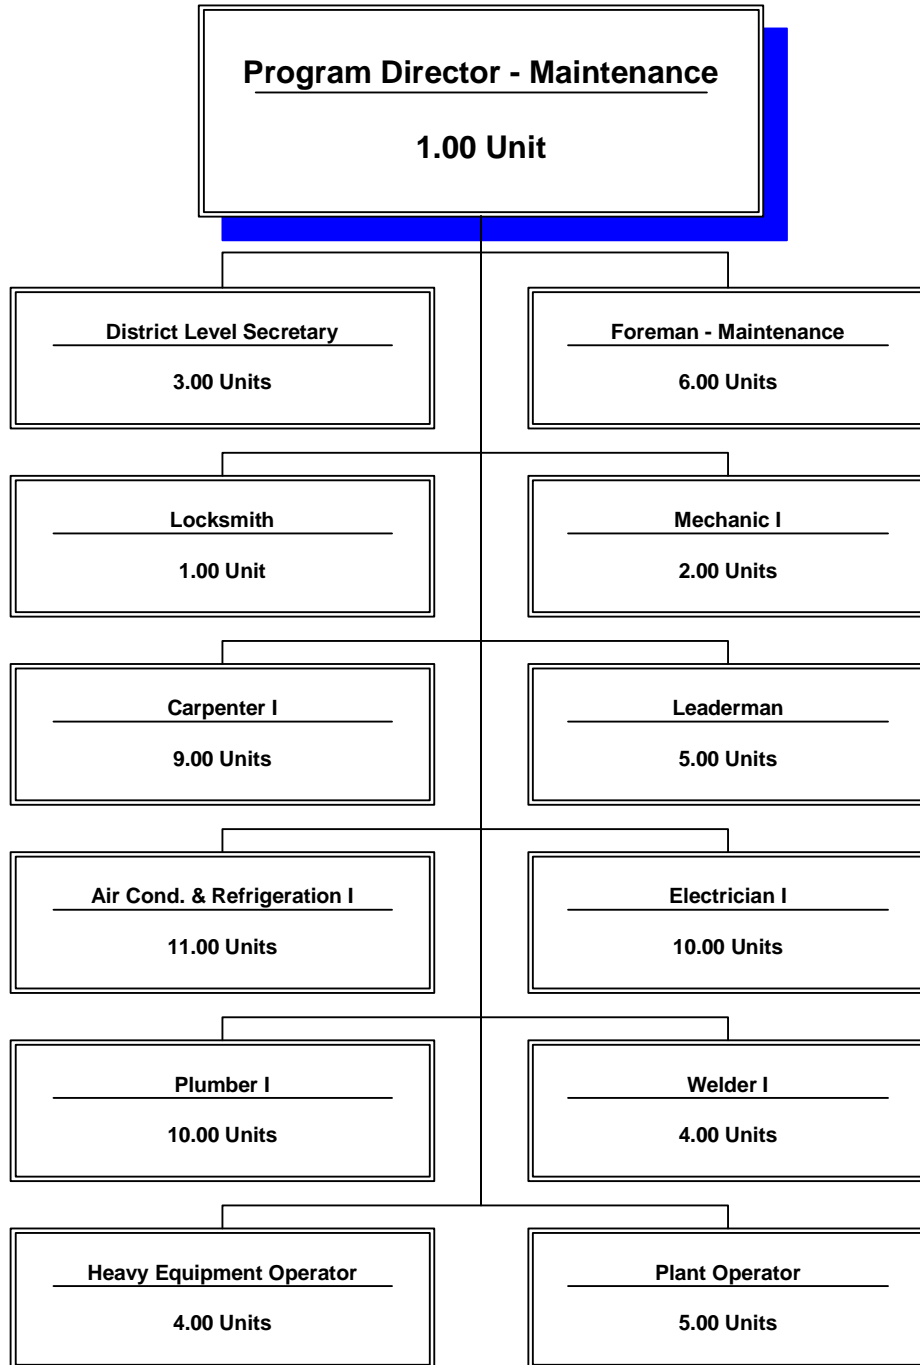 Program Director - Maintenance
1.00 Unit
District Level Secretary
3.00 Units
Foreman - Maintenance
6.00 Units
Locksmith
1.00 Unit
Mechanic I
2.00 Units
Carpenter I
9.00 Units
Leaderman
5.00 Units
Air Cond. & Refrigeration I
11.00 Units
Electrician I
10.00 Units
Plumber I
10.00 Units
Welder I
4.00 Units
Heavy Equipment Operator
4.00 Units
Plant Operator
5.00 Units